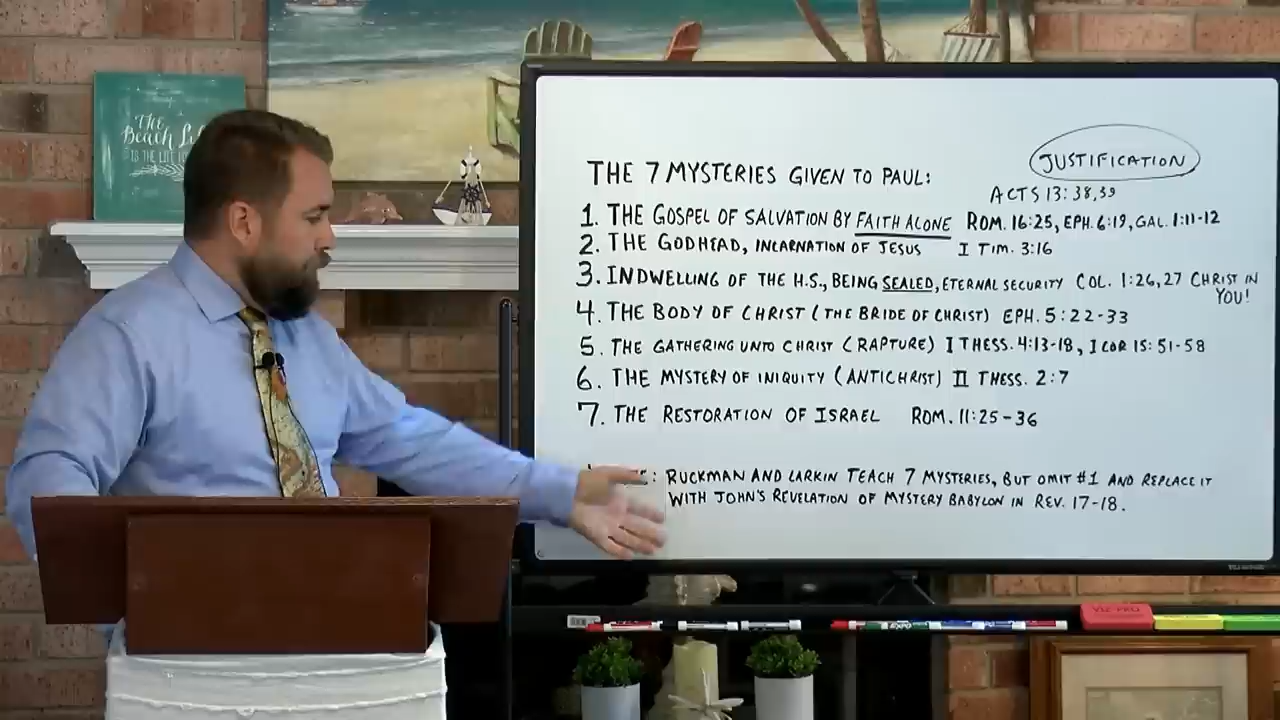 The
Beach
IS THE LIFE
JUSTIFICATION
THE 7 MYSTERIES GIVEN TO PAUL:
ACTS 13:38,39
1. THE GOSPEL OF SALVATION BY FAITH ALONE ROM. 16:25, EPH. 6:19, GAL. 1:11-12
2. THE GODHEAD, INCARNATION OF JESUS I TIM. 3:16
3. INDWELLING OF THE H.S., BEING SEALED, ETERNAL SECURITY COL. 1:26,27 CHRIST IN
YOU!
4. THE BODY OF CHRIST (THE BRIDE OF CHRIST) EPH. 5:22-33
5. THE GATHERING UNTO CHRIST (RAPTURE) I THESS. 4:13-18, I COR 15:51-58
6. THE MYSTERY OF INIQUITY (ANTICHRIST) II THESS. 2:7
7. THE RESTORATION OF ISRAEL ROM. 11:25-36
: RUCKMAN AND LARKIN TEACH 7 MYSTERIES, BUT OMIT #1 AND REPLACE IT
WITH JOHN'S REVELATION OF MYSTERY BABYLON IN REV. 17-18.
VIZ-PRO
EXPO